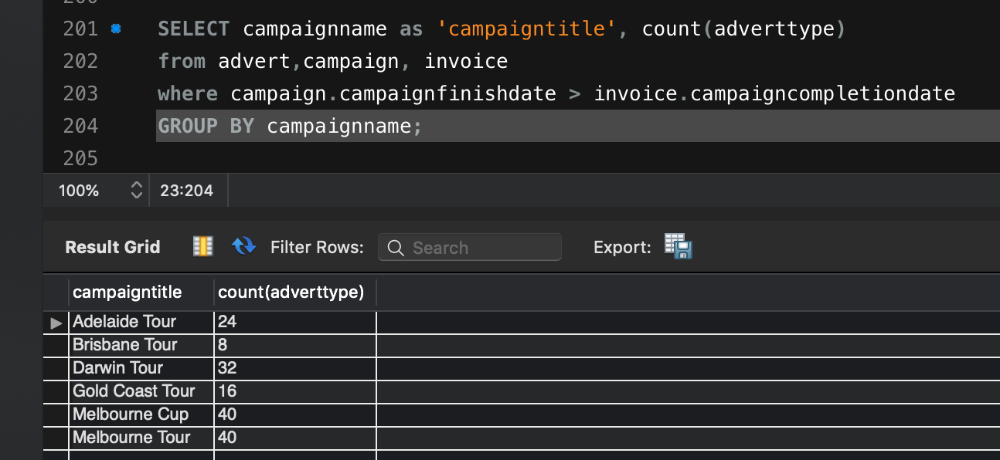 201 SELECT campaignname as 'campaigntitle', count(adverttype)
202 from advert,campaign, invoice
203 where campaign.campaignfinishdate > invoice.campaigncompletiondate
204 GROUP BY campaignname;
205
100% 23:204
Result Grid Filter Rows: Search Export:
campaigntitle count(adverttype)
Adelaide Tour 24
Brisbane Tour 8
Darwin Tour 32
Gold Coast Tour 16
Melbourne Cup 40
Melbourne Tour 40